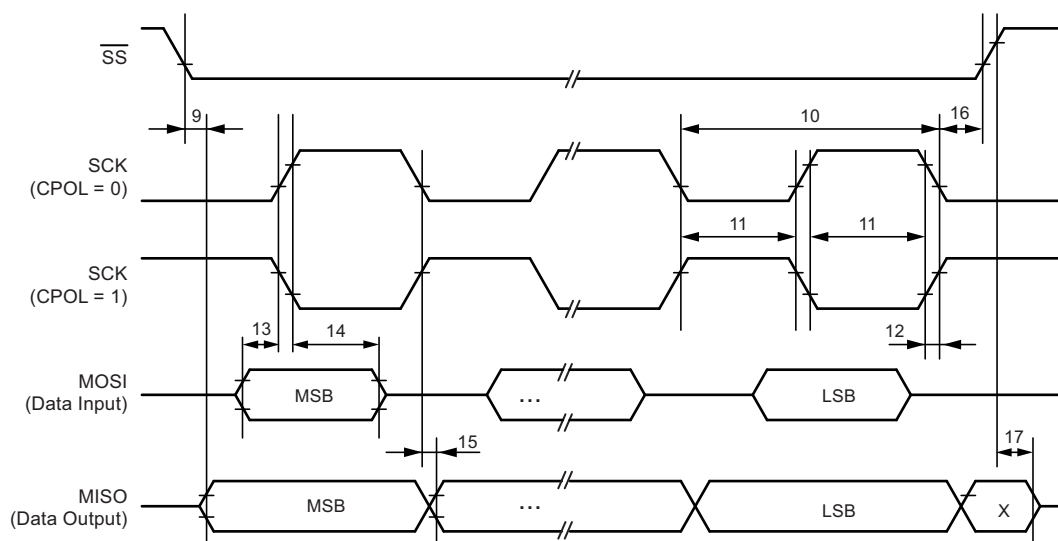 SS
9
10
16
SCK
(CPOL = 0)
11
11
SCK
(CPOL = 1)
13
14
12
MOSI
(Data Input)
MSB
...
LSB
15
17
MISO
(Data Output)
MSB
...
LSB
X